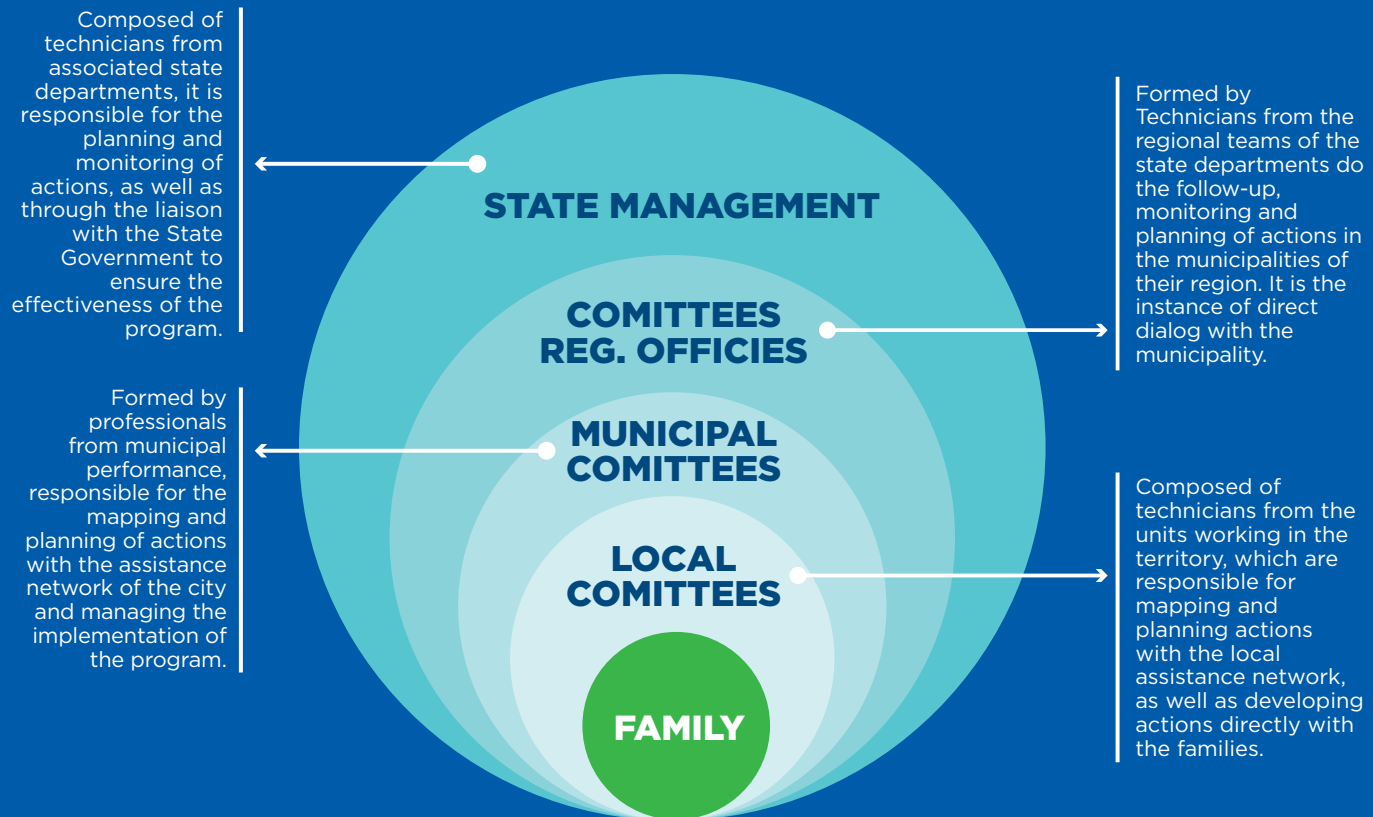 Composed of
technicians from
associated state
departments, it is
responsible for the
planning and
monitoring of
actions, as well as
through the liaison
with the State
Government to
ensure the
effectiveness of the
program.
STATE MANAGEMENT
Formed by
Technicians from the
regional teams of the
state departments do
the follow-up,
monitoring and
planning of actions in
the municipalities of
their region. It is the
instance of direct
dialog with the
municipality.
COMITTEES
REG. OFFICIES
Formed by
professionals
from municipal
performance,
responsible for the
mapping and
planning of actions
with the assistance
network of the city
and managing the
implementation of
the program.
MUNICIPAL
COMITTEES
LOCAL
COMITTEES
Composed of
technicians from the
units working in the
territory, which are
responsible for
mapping and
planning actions
with the local
assistance network,
as well as developing
actions directly with
the families.
FAMILY